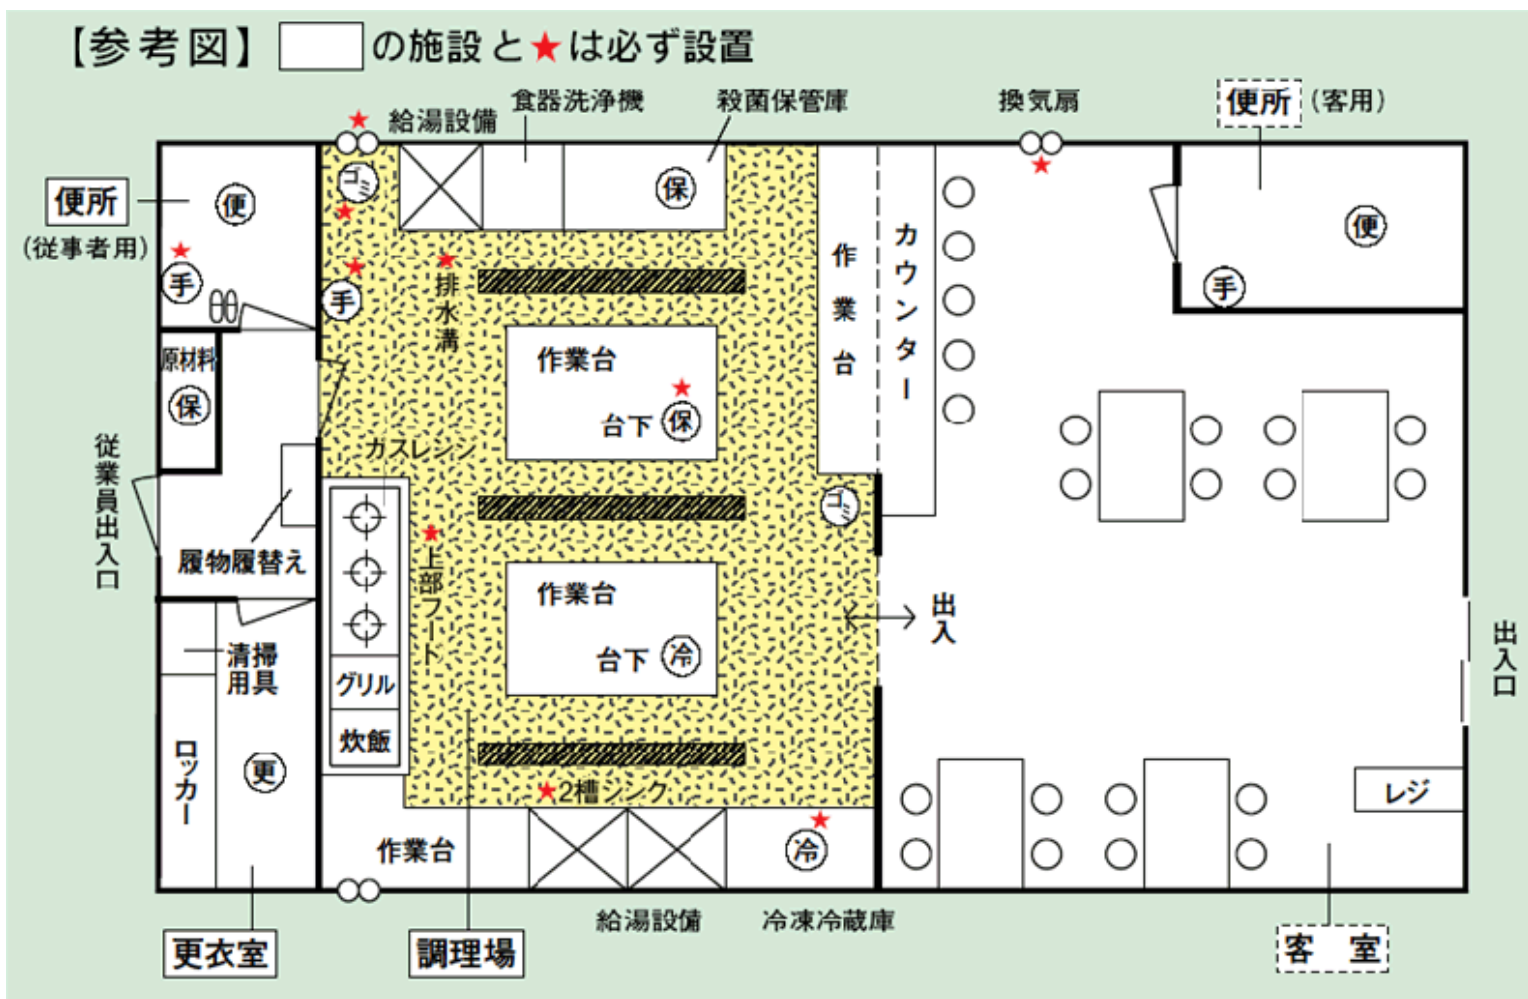 【参考図】 の施設と★は必ず設置
給湯設備
食器洗浄機
殺菌保管庫
換気扇
便所 (客用)
便所
(従事者用)
便
手
ゴミ
手
保
排水溝
作業台
カウンター
便
手
原材料
保
作業台
台下 保
ガスレンジ
従業員出入口
履物履替え
ゴミ
上部フード
作業台
台下 冷
出入
出入口
清掃
用具
グリル
炊飯
ロッカー
更
2槽シンク
作業台
冷
レジ
給湯設備
冷凍冷蔵庫
更衣室
調理場
客 室